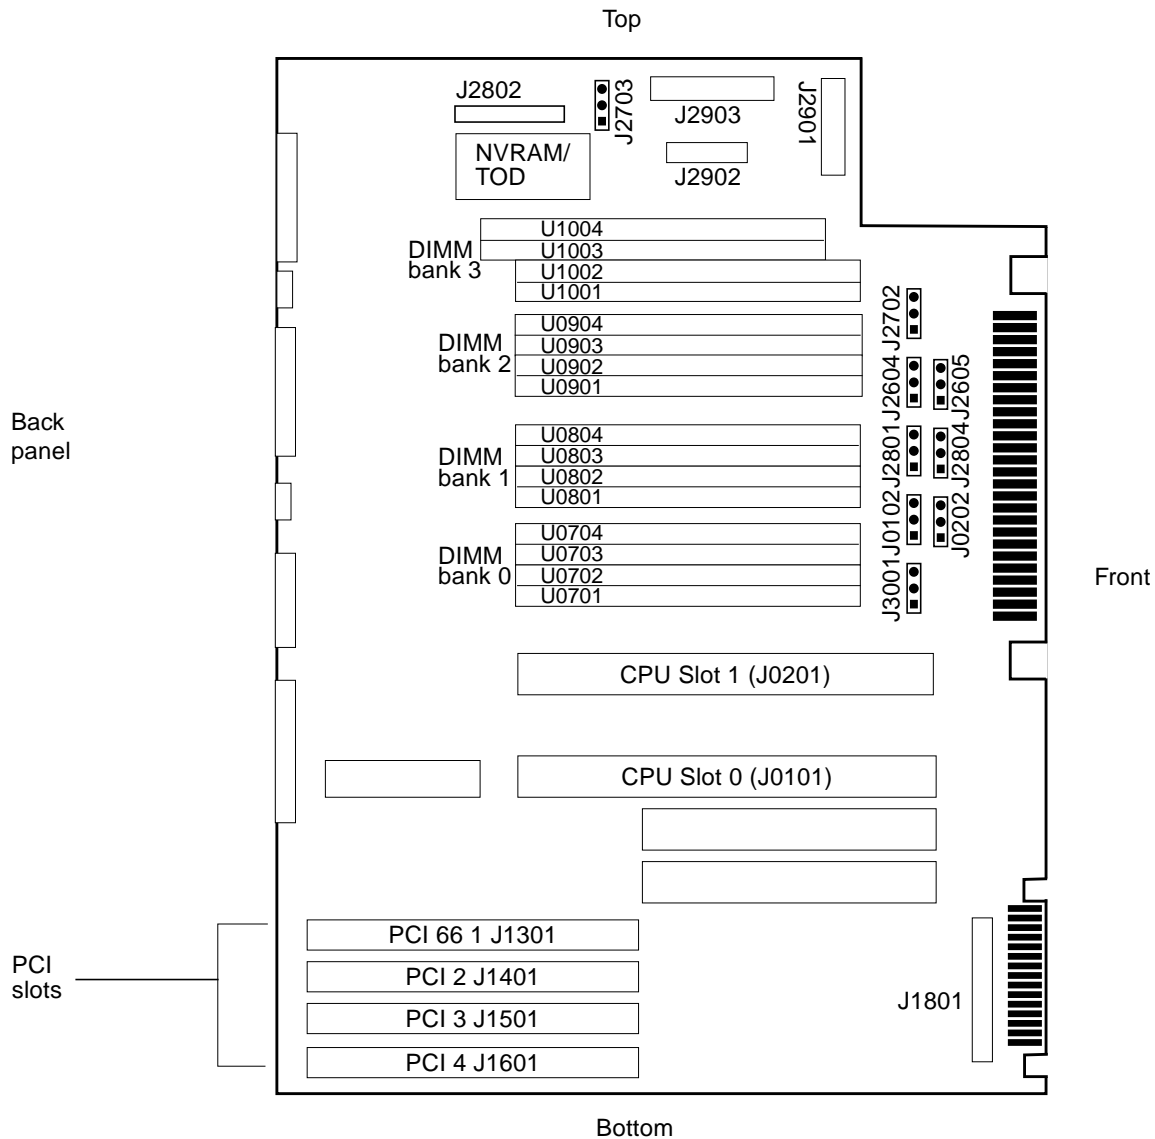 Top
J2802
J2703
J2903
J2901
NVRAM/
TOD
J2902
U1004
DIMM
bank 3
U1003
U1002
U1001
J2702
DIMM
bank 2
U0904
U0903
U0902
U0901
J2604
J2605
Back
panel
DIMM
bank 1
U0804
U0803
U0802
U0801
J2801
J2804
J0102
J0202
DIMM
bank 0
U0704
U0703
U0702
U0701
J3001
Front
CPU Slot 1 (J0201)
CPU Slot 0 (J0101)
PCI
slots
PCI 66 1 J1301
PCI 2 J1401
PCI 3 J1501
PCI 4 J1601
J1801
Bottom